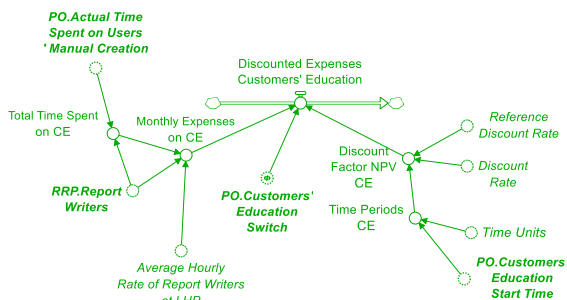 PO.Actual Time
Spent on Users
' Manual Creation
Discounted Expenses
Customers' Education
Total Time Spent
on CE
Monthly Expenses
on CE
Reference
Discount Rate
Discount
Factor NPV
CE
Discount
Rate
RRP.Report
Writers
PO.Customers'
Education
Switch
Time Periods
CE
Time Units
Average Hourly
Rate of Report Writers
at LHP
PO.Customers
Education
Start Time